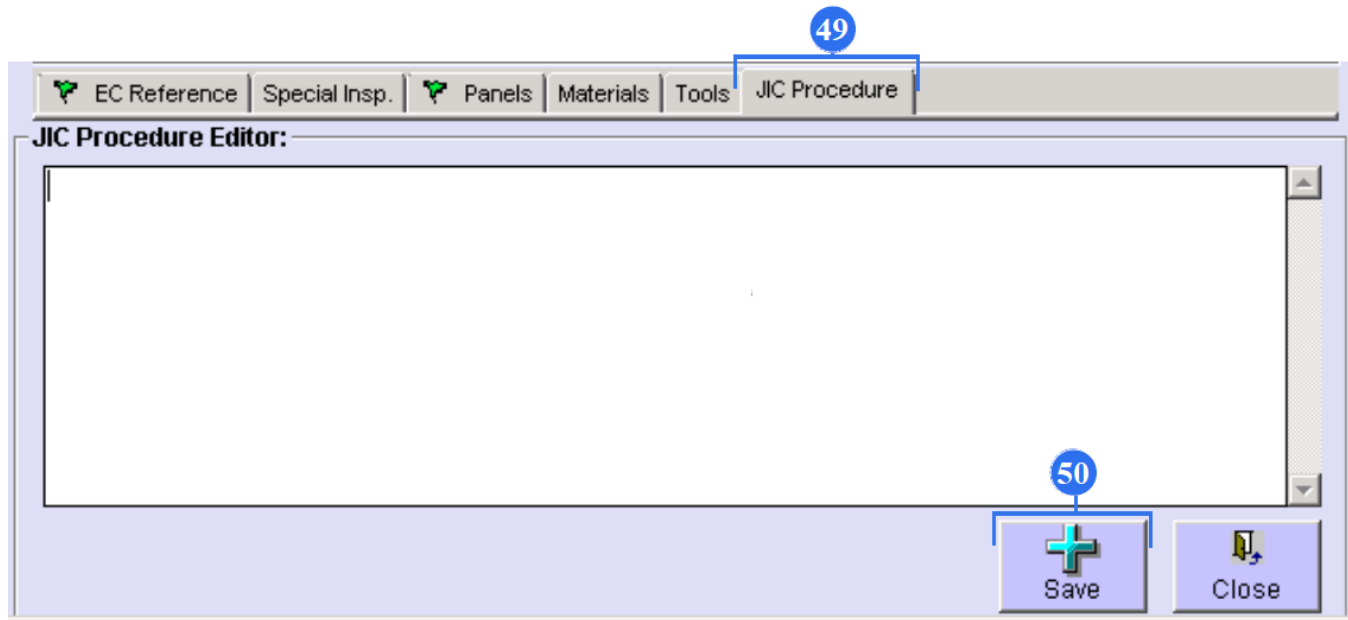 49
EC Reference Special Insp. Panels Materials Tools JIC Procedure
JIC Procedure Editor:
50
Save Close